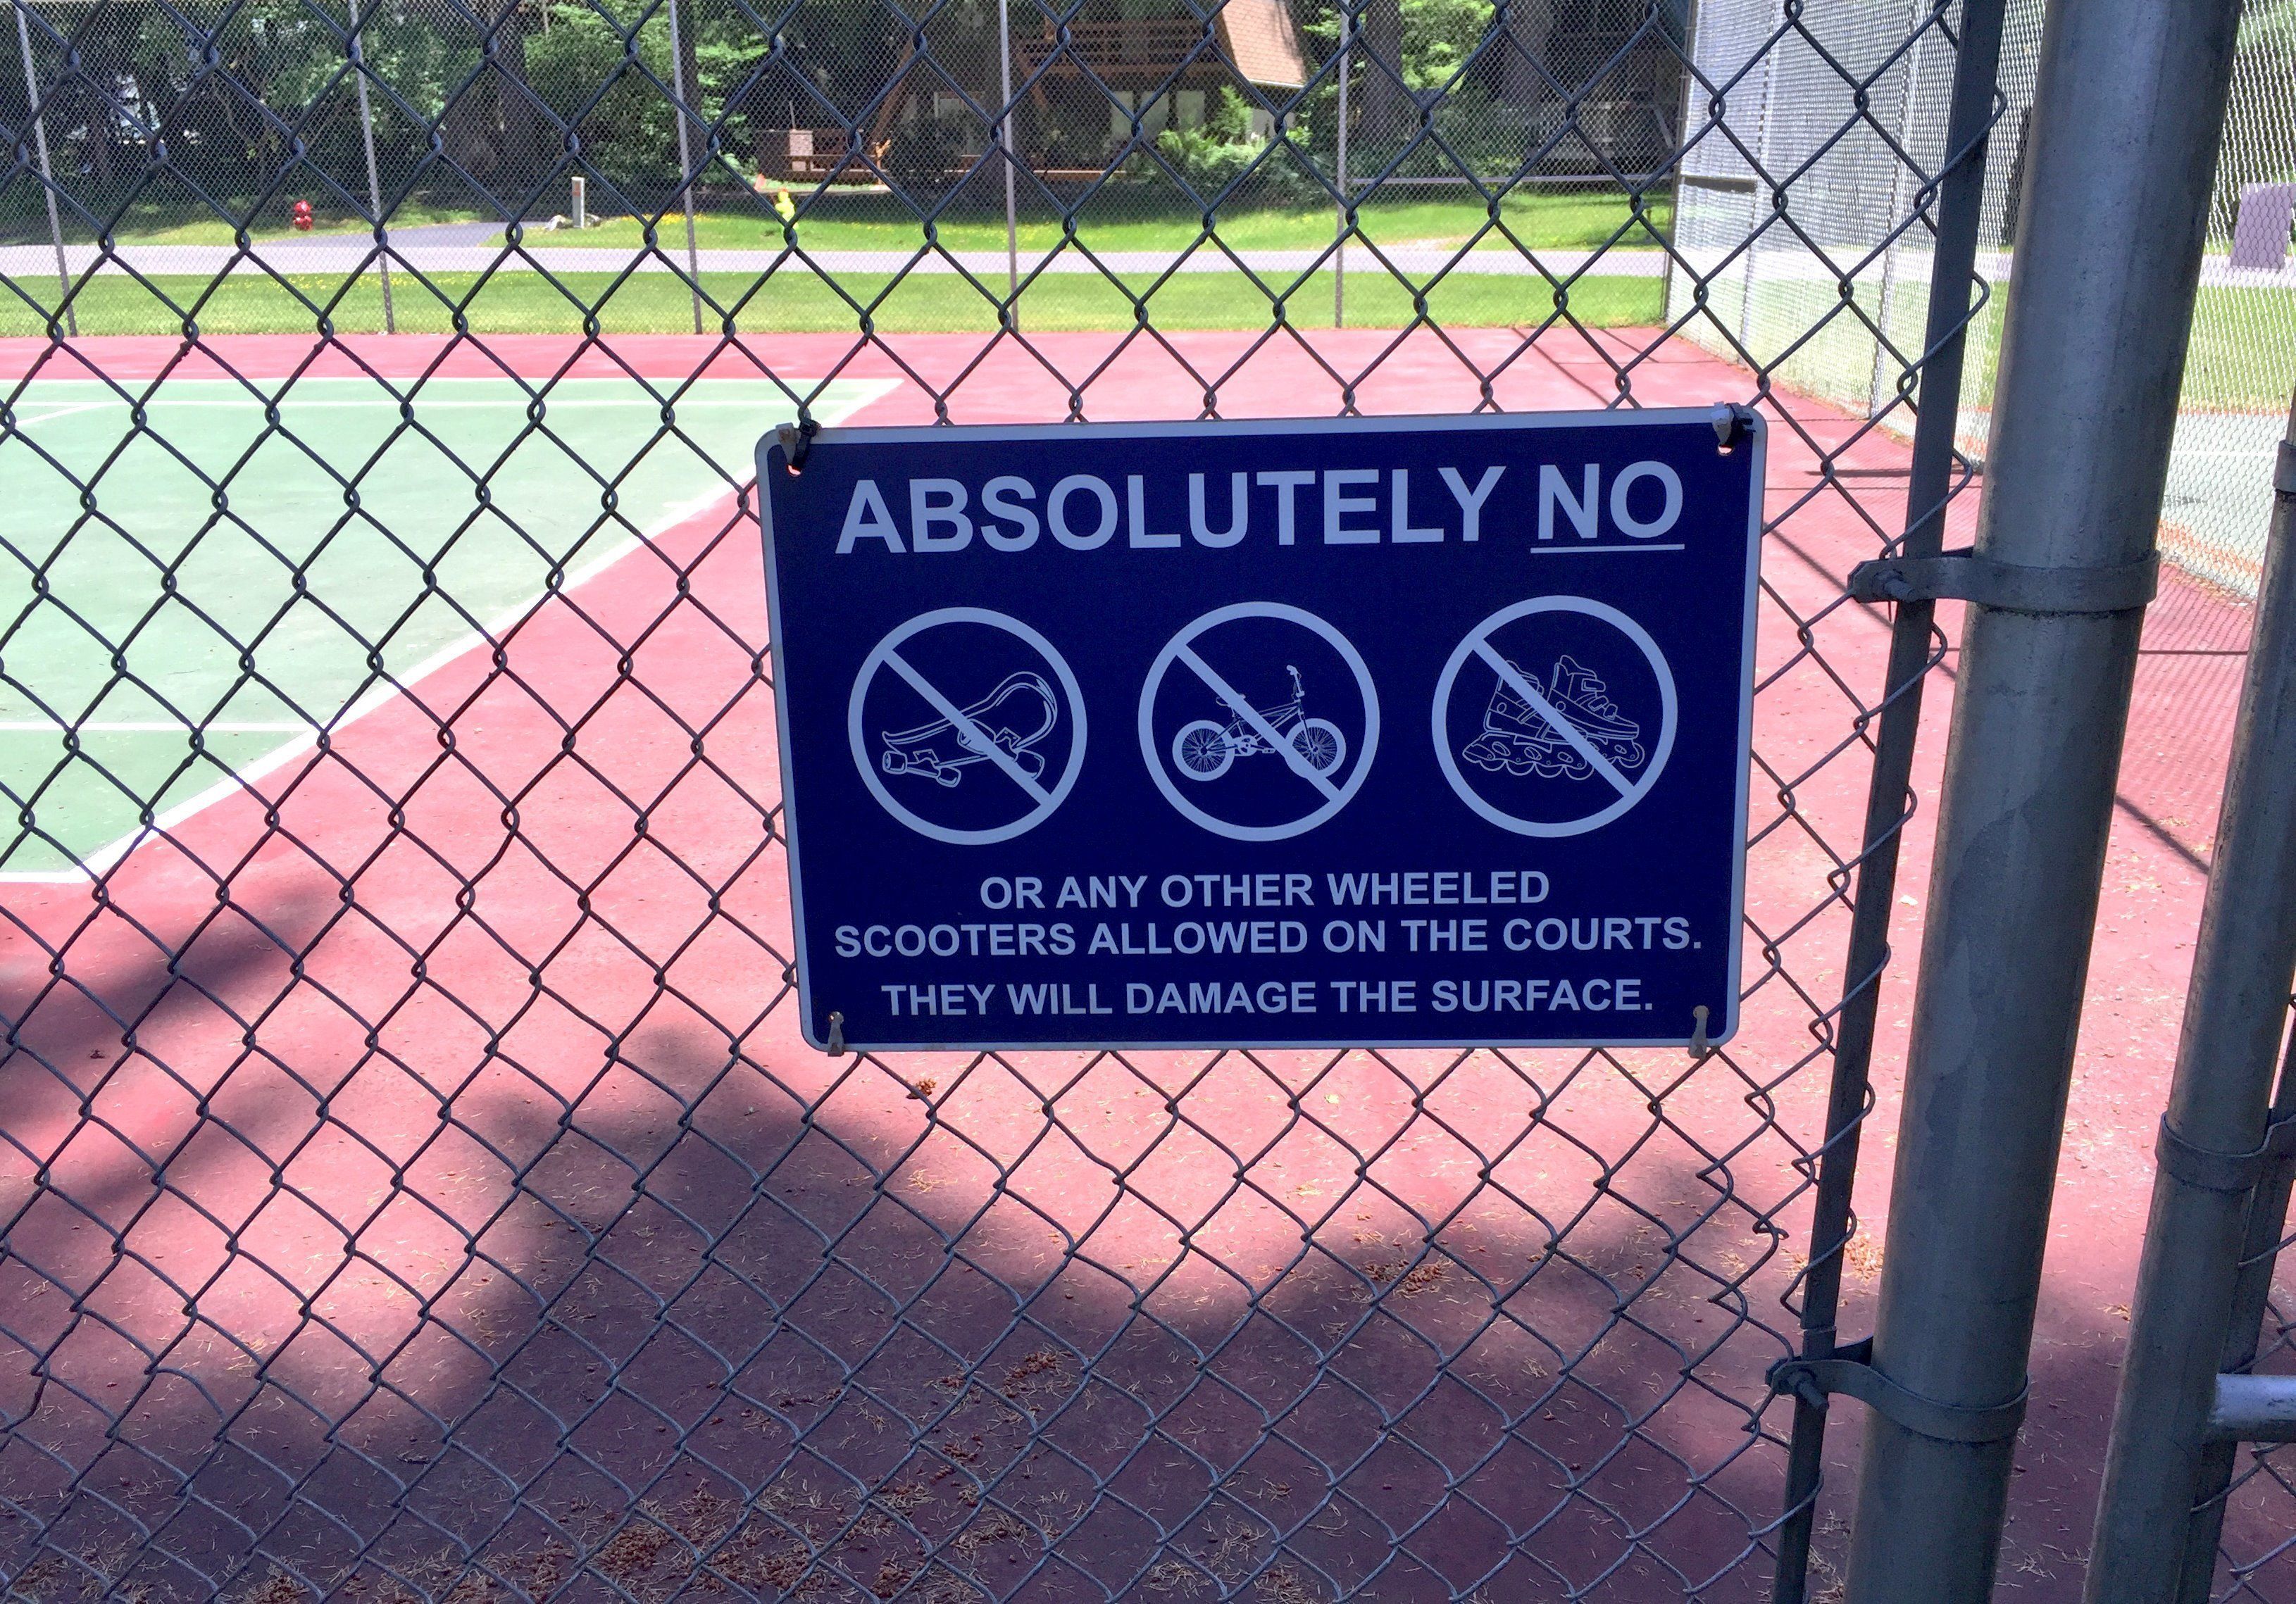 ABSOLUTELY NO
OR ANY OTHER WHEELED
SCOOTERS ALLOWED ON THE COURTS.
THEY WILL DAMAGE THE SURFACE.